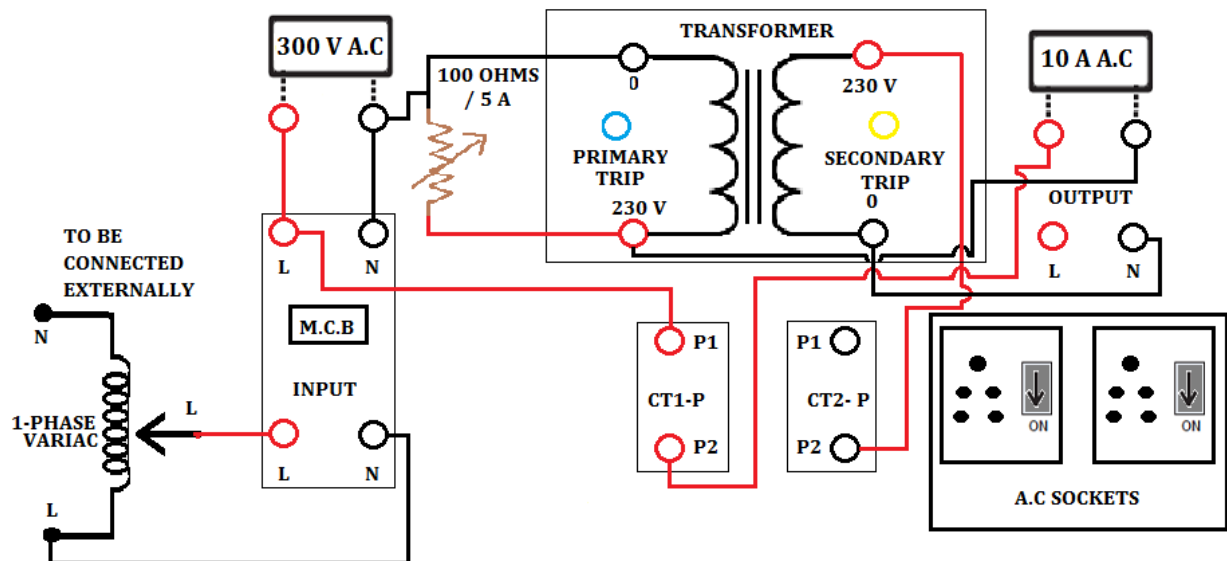 300 V A.C
TRANSFORMER
10 A A.C
100 OHMS
/ 5 A
0
230 V
PRIMARY
TRIP
SECONDARY
TRIP
230 V
0
OUTPUT
L
N
L
N
TO BE
CONNECTED
EXTERNALLY
N
M.C.B
INPUT
1-PHASE
VARIAC
L
L
N
L
P1
CT1-P
P2
P1
CT2- P
P2
ON
ON
A.C SOCKETS